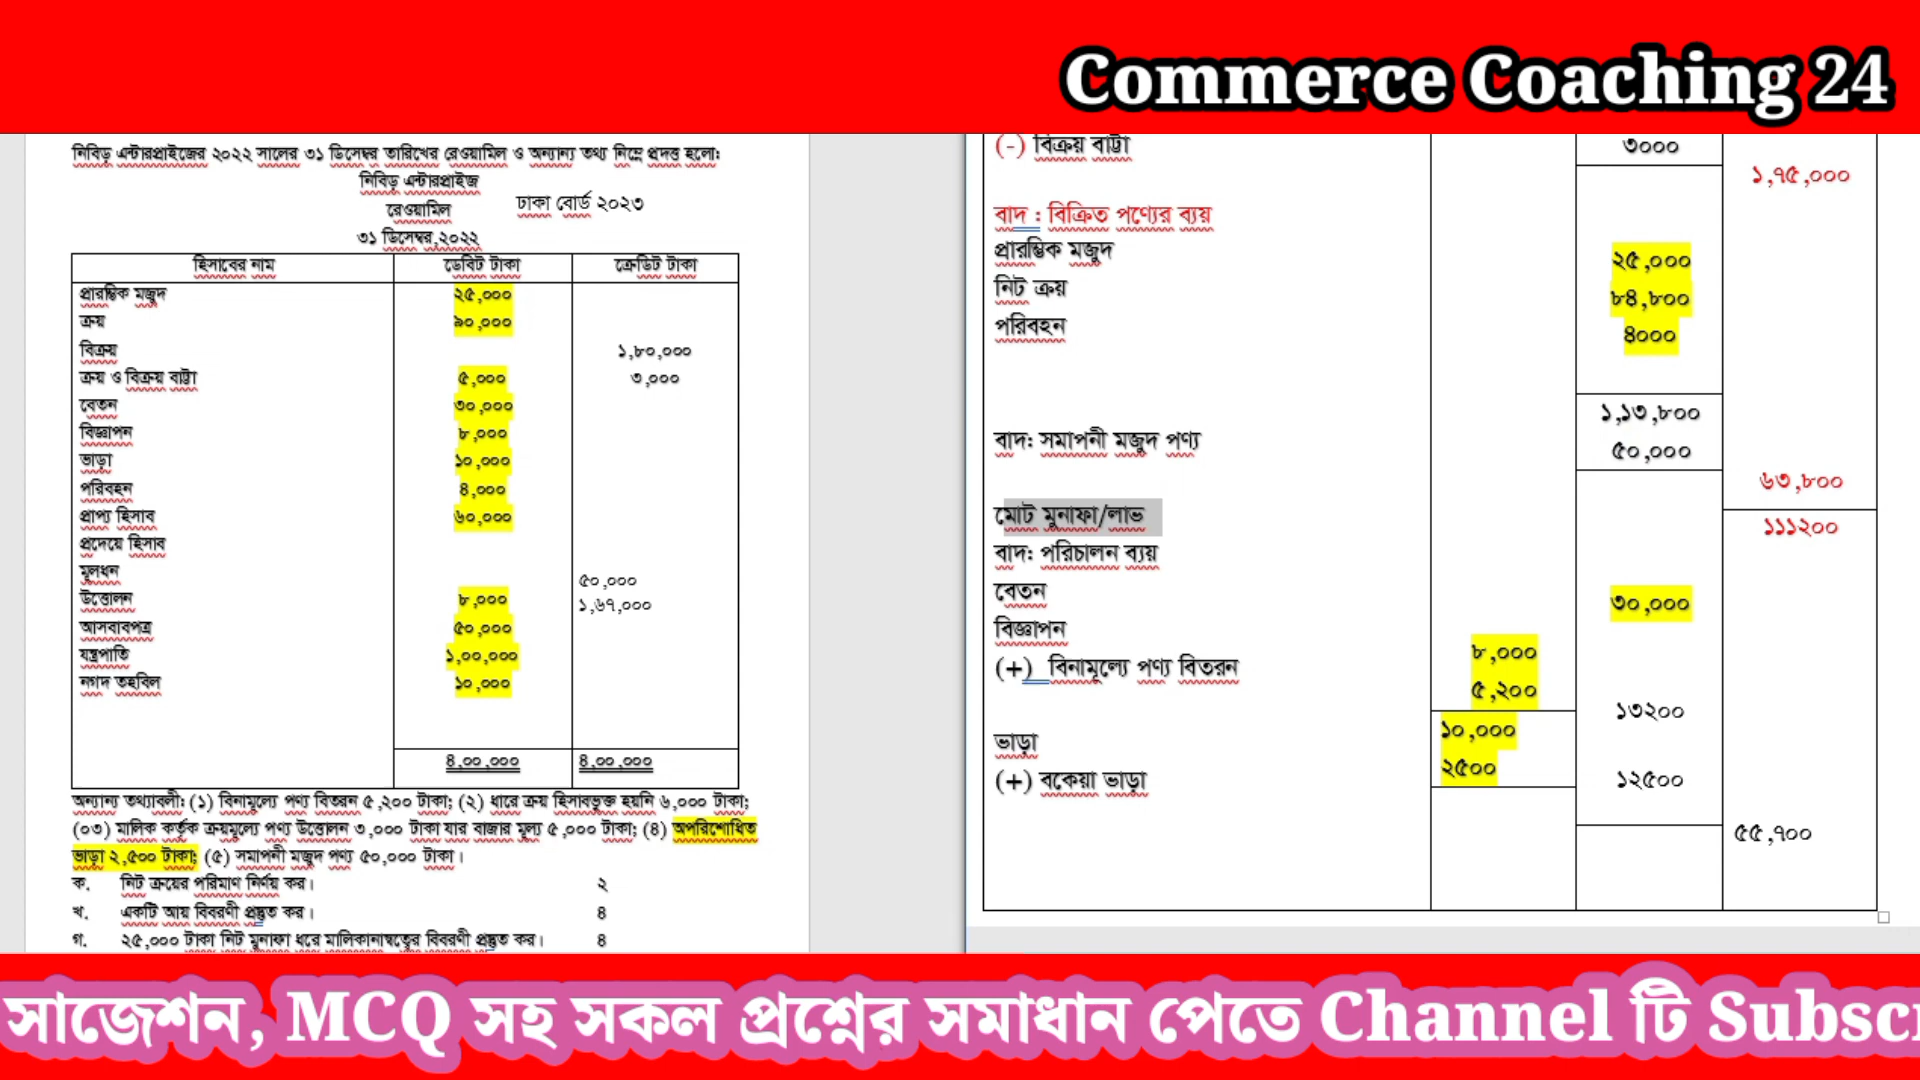 Commerce Coaching 24
নিবিড় এন্টারপ্রাইজের ২০২২ সালের ৩১ ডিসেম্বর তারিখের রেওয়ামিল ও অন্যান্য তথ্য নিম্নে প্রদত্ত হলো:
নিবিড় এন্টারপ্রাইজ
রেওয়ামিল ঢাকা বোর্ড ২০২৩
৩১ ডিসেম্বর,২০২২
হিসাবের নাম ডেবিট টাকা ক্রেডিট টাকা
প্রারম্ভিক মজুদ ২৫,০০০
ক্রয় ৯০,০০০
বিক্রয় ১,৮০,০০০
ক্রয় ও বিক্রয় বাট্টা ৫,০০০ ৩,০০০
বেতন ৩০,০০০
বিজ্ঞাপন ৮,০০০
ভাড়া ১০,০০০
পরিবহন ৪,০০০
প্রাপ্য হিসাব ৬০,০০০
প্রদেয়ে হিসাব
মূলধন ৫০,০০০
উত্তোলন ৮,০০০ ১,৬৭,০০০
আসবাবপত্র ৫০,০০০
যন্ত্রপাতি ১,০০,০০০
নগদ তহবিল ১০,০০০
৪,০০,০০০ ৪,০০,০০০
অন্যান্য তথ্যাবলী: (১) বিনামূল্যে পণ্য বিতরন ৫,২০০ টাকা; (২) ধারে ক্রয় হিসাবভুক্ত হয়নি ৬,০০০ টাকা;
(০৩) মালিক কর্তৃক ক্রয়মূল্যে পণ্য উত্তোলন ৩,০০০ টাকা যার বাজার মূল্য ৫,০০০ টাকা; (৪) অপরিশোধিত
ভাড়া ২,৫০০ টাকা; (৫) সমাপনী মজুদ পণ্য ৫০,০০০ টাকা।
ক. নিট ক্রয়ের পরিমাণ নির্ণয় কর। ২
খ. একটি আয় বিবরণী প্রস্তুত কর। ৪
গ. ২৫,০০০ টাকা নিট মুনাফা ধরে মালিকানাস্বত্বের বিবরণী প্রস্তুত কর। ৪
(-) বিক্রয় বাট্টা ৩০০০
১,৭৫,০০০
বাদ : বিক্রিত পণ্যের ব্যয়
প্রারম্ভিক মজুদ ২৫,০০০
নিট ক্রয় ৮৪,৮০০
পরিবহন ৪০০০
১,১৩,৮০০
বাদ: সমাপনী মজুদ পণ্য ৫০,০০০
৬৩,৮০০
মোট মুনাফা/লাভ ১১১২০০
বাদ: পরিচালন ব্যয়
বেতন ৩০,০০০
বিজ্ঞাপন ৮,০০০
(+) বিনামূল্যে পণ্য বিতরন ৫,২০০
১৩২০০
ভাড়া ১০,০০০
(+) বকেয়া ভাড়া ২৫০০ ১২৫০০
৫৫,৭০০
সাজেশন, MCQ সহ সকল প্রশ্নের সমাধান পেতে Channel টি Subsc